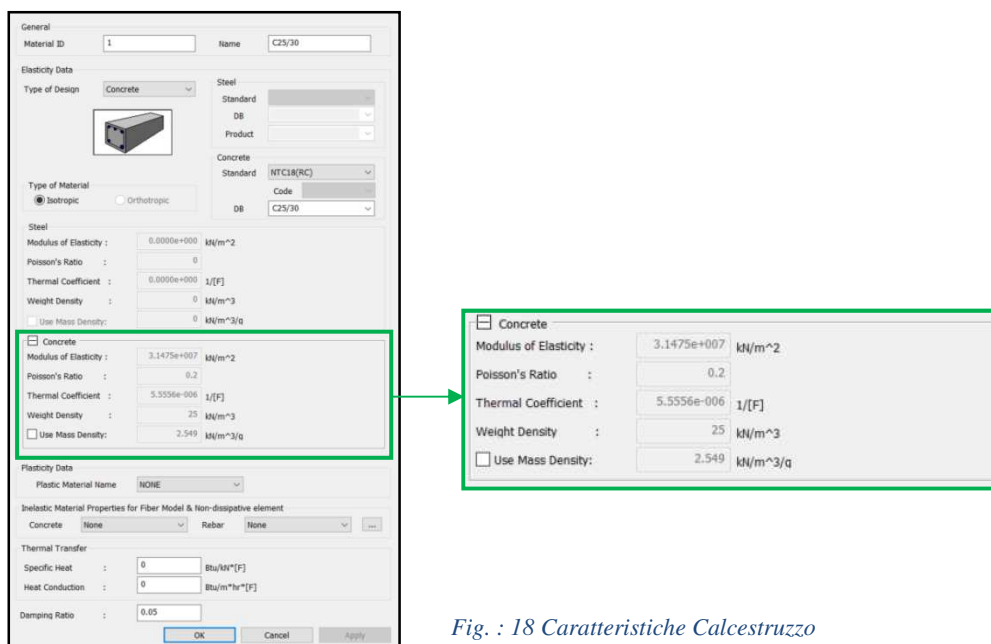 General
Material ID 1 Name C25/30
Elasticity Data
Type of Design Concrete
Steel
Standard
DB
Product
Concrete
Standard NTC18(RC)
Code
DB C25/30
Type of Material
Isotropic Orthotropic
Steel
Modulus of Elasticity : 0.0000e+000 kN/m^2
Poisson's Ratio : 0
Thermal Coefficient : 0.0000e+000 1/[F]
Weight Density : 0 kN/m^3
Use Mass Density: 0 kN/m^3/g
Concrete
Modulus of Elasticity : 3.1475e+007 kN/m^2
Poisson's Ratio : 0.2
Thermal Coefficient : 5.5556e-006 1/[F]
Weight Density : 25 kN/m^3
Use Mass Density: 2.549 kN/m^3/g
Plasticity Data
Plastic Material Name NONE
Inelastic Material Properties for Fiber Model & Non-dissipative element
Concrete None Rebar None ...
Thermal Transfer
Specific Heat : 0 Btu/kN*[F]
Heat Conduction : 0 Btu/m*hr*[F]
Damping Ratio : 0.05
OK Cancel Apply
Concrete
Modulus of Elasticity : 3.1475e+007 kN/m^2
Poisson's Ratio : 0.2
Thermal Coefficient : 5.5556e-006 1/[F]
Weight Density : 25 kN/m^3
Use Mass Density: 2.549 kN/m^3/g
Fig. : 18 Caratteristiche Calcestruzzo